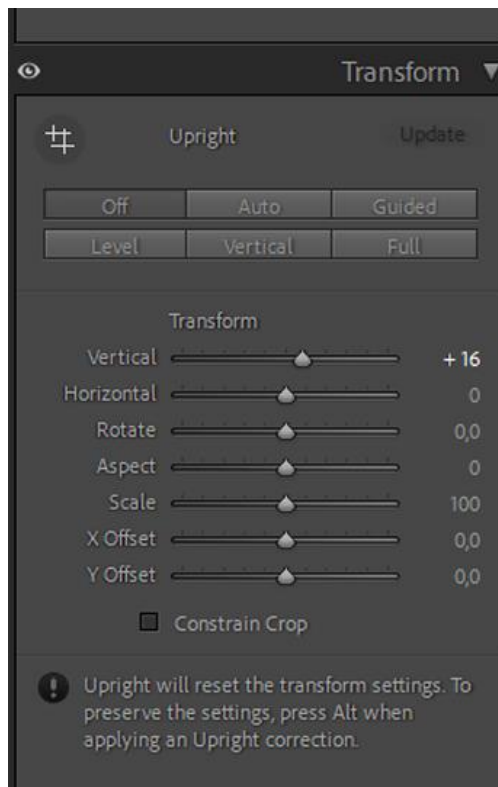 Transform
Upright Update
Off Auto Guided
Level Vertical Full
Transform
Vertical + 16
Horizontal 0
Rotate 0,0
Aspect 0
Scale 100
X Offset 0,0
Y Offset 0,0
Constrain Crop
Upright will reset the transform settings. To
preserve the settings, press Alt when
applying an Upright correction.